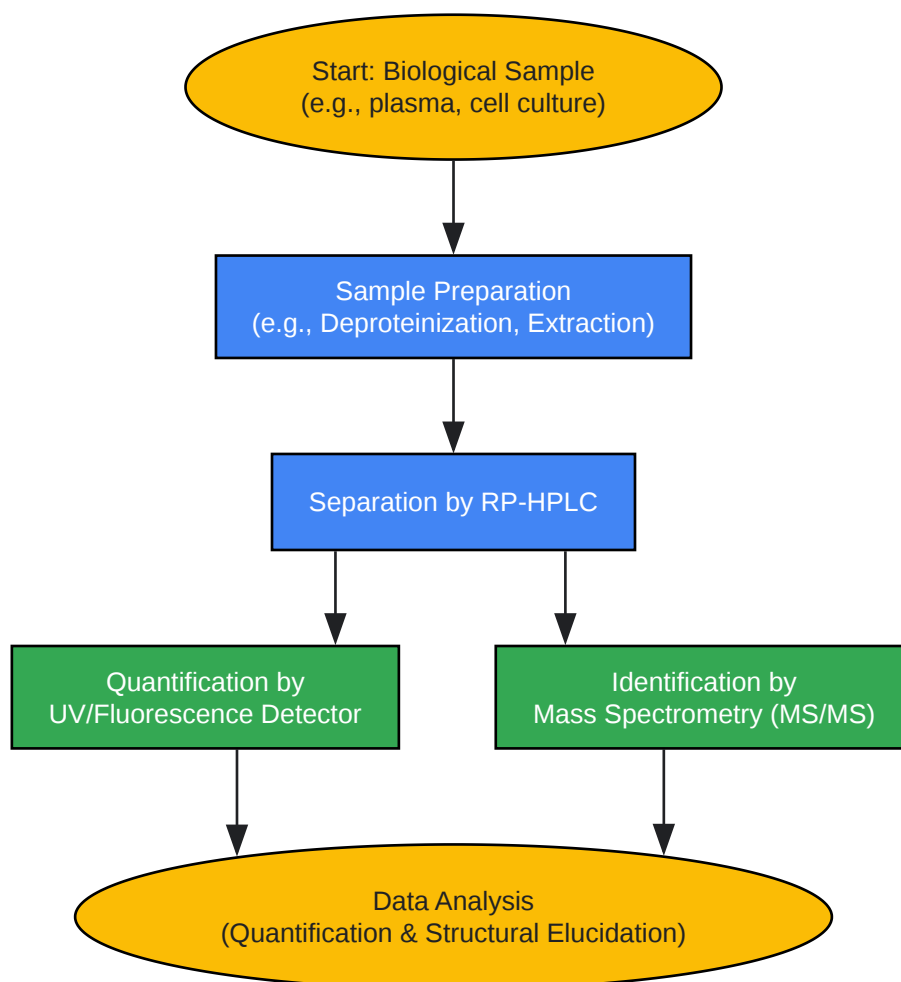 Start: Biological Sample
(e.g., plasma, cell culture)
Sample Preparation
(e.g., Deproteinization, Extraction)
Separation by RP-HPLC
Quantification by
UV/Fluorescence Detector
Identification by
Mass Spectrometry (MS/MS)
Data Analysis
(Quantification & Structural Elucidation)